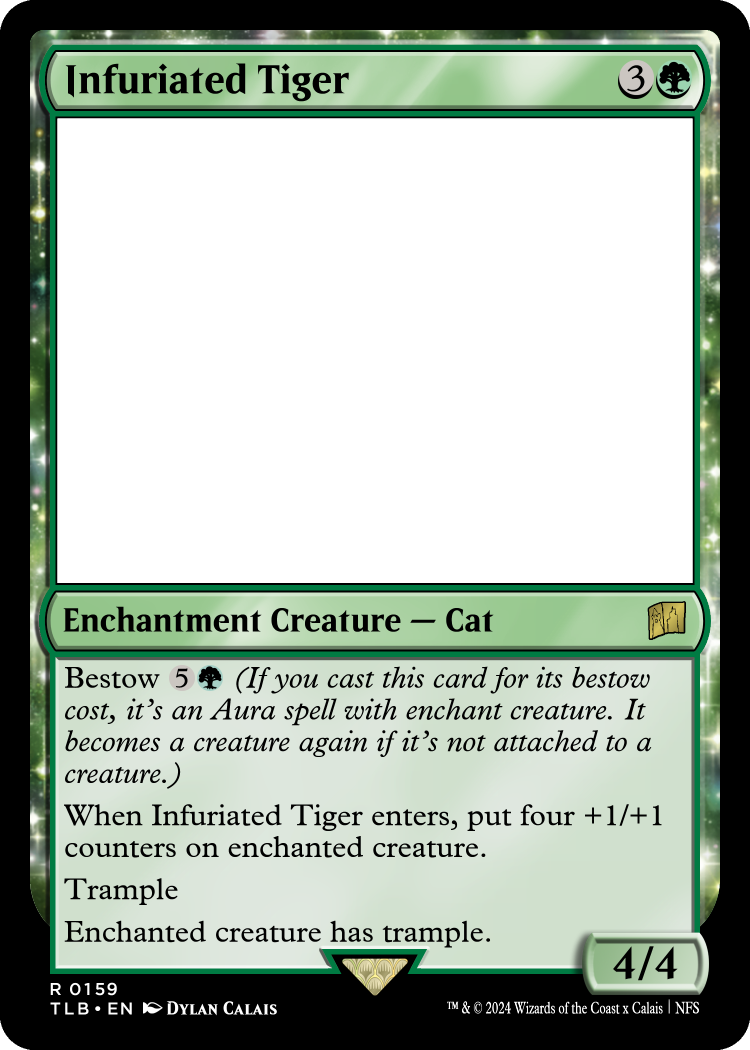 Infuriated Tiger 3
Enchantment Creature — Cat
Bestow 5 (If you cast this card for its bestow
cost, it's an Aura spell with enchant creature. It
becomes a creature again if it's not attached to a
creature.)
When Infuriated Tiger enters, put four +1/+1
counters on enchanted creature.
Trample
Enchanted creature has trample.
4/4
R 0159
TLB • EN DYLAN CALAIS
™ & © 2024 Wizards of the Coast x Calais | NFS